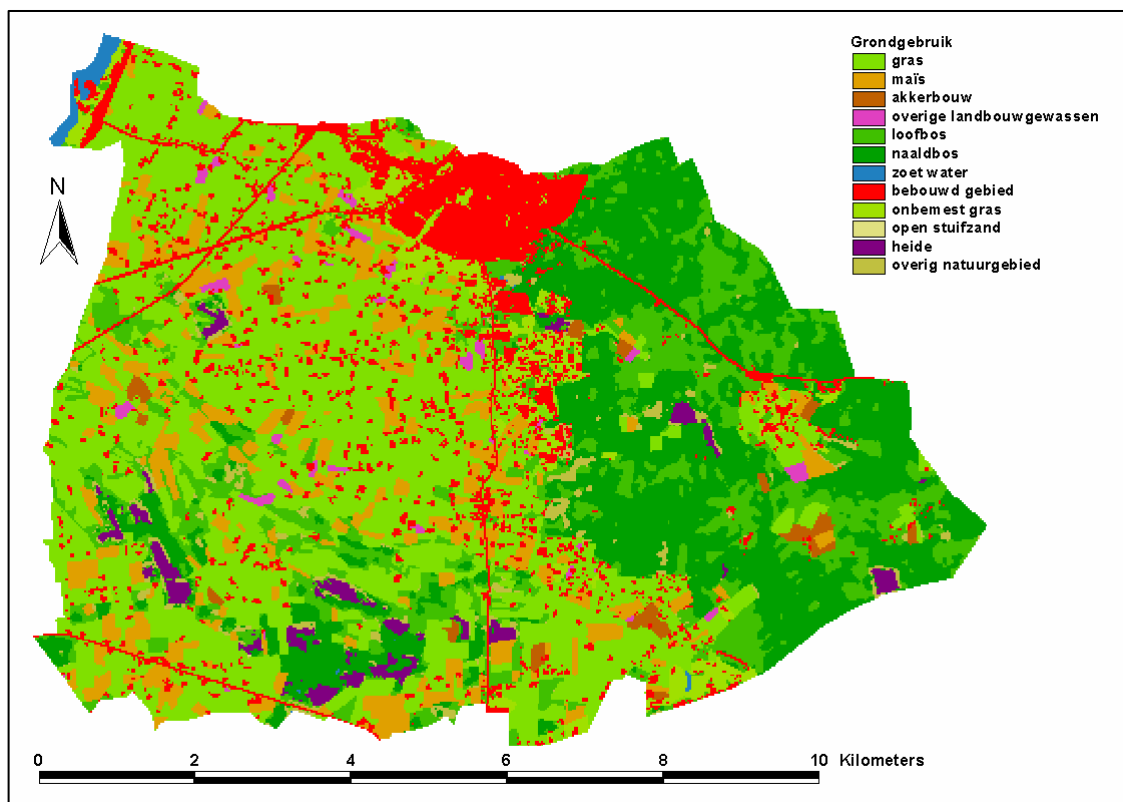 Grondgebruik
gras
maïs
akkerbouw
overige landbouwgewassen
loofbos
naaldbos
zoet water
bebouwd gebied
onbemest gras
open stuifzand
heide
overig natuurgebied
N
0 2 4 6 8 10 Kilometers